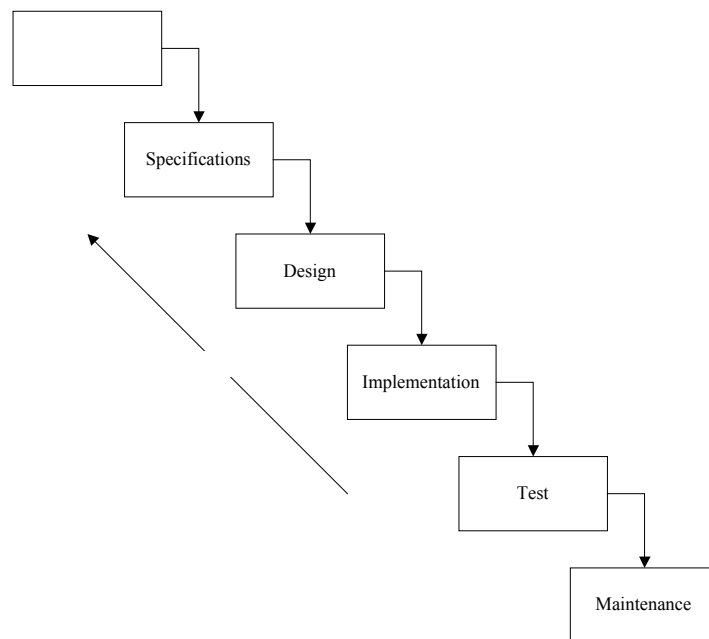 Specifications
Design
Implementation
Test
Maintenance